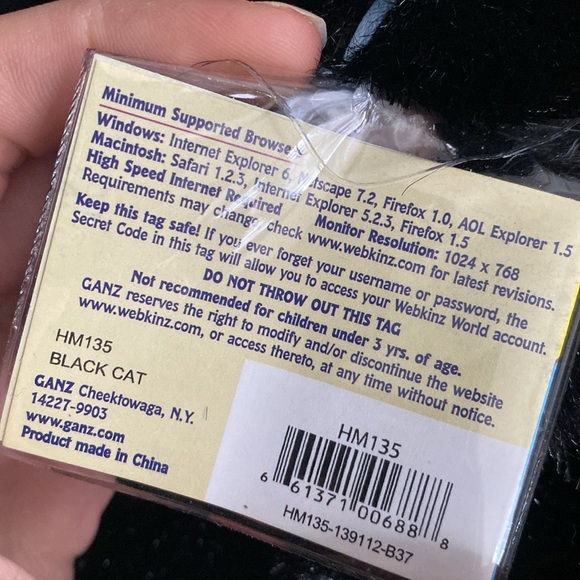 Minimum Supported Browse
Windows: Internet Explorer 6, Netscape 7.2, Firefox 1.0, AOL Explorer 1.5
Macintosh: Safari 1.2.3, Internet Explorer 5.2.3, Firefox 1.5
High Speed Internet Required Monitor Resolution: 1024 x 768
Requirements may change, check www.webkinz.com for latest revisions.
Keep this tag safe! If you ever forget your username or password, the
Secret Code in this tag will allow you to access your Webkinz World account.
DO NOT THROW OUT THIS TAG
Not recommended for children under 3 yrs. of age.
GANZ reserves the right to modify and/or discontinue the website
www.webkinz.com, or access thereto, at any time without notice.
HM135
BLACK CAT
GANZ Cheektowaga, N.Y.
14227-9903
www.ganz.com
Product made in China
HM135
6 61371 00688 8
HM135-139112-B37